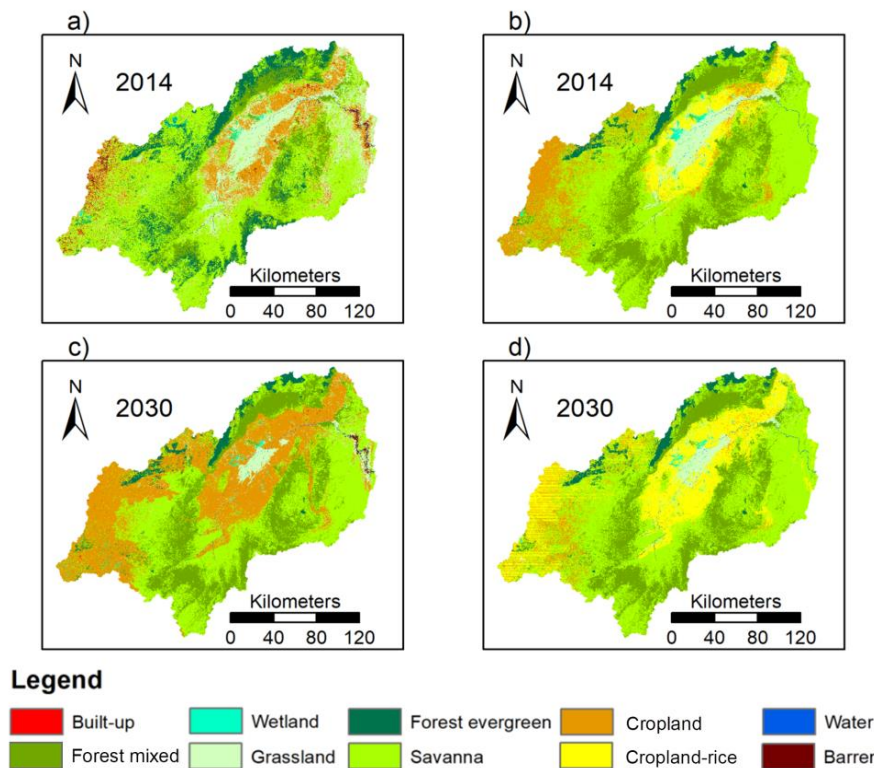 a)
b)
N
2014
N
2014
Kilometers
0 40 80 120
Kilometers
0 40 80 120
c)
d)
N
2030
N
2030
Kilometers
0 40 80 120
Kilometers
0 40 80 120
Legend
Built-up Wetland Forest evergreen Cropland Water
Forest mixed Grassland Savanna Cropland-rice Barren